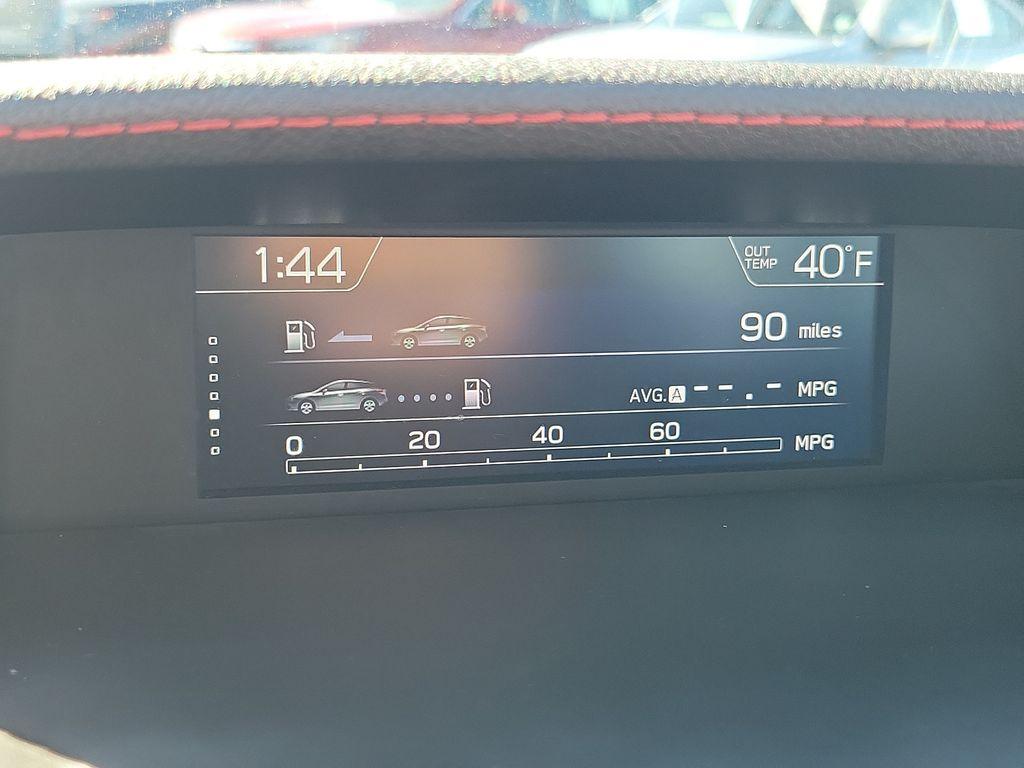 1:44
OUT TEMP 40°F
90 miles
AVG. A --.- MPG
0 20 40 60
MPG